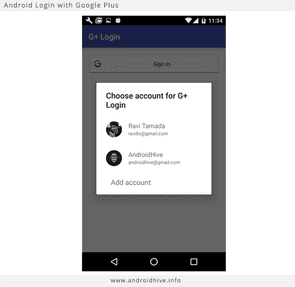 Android Login with Google Plus
11:34
G+ Login
Sign in
Choose account for G+
Login
Ravi Tamada
ravi8x@gmail.com
AndroidHive
androidhive@gmail.com
Add account
www.androidhive.info